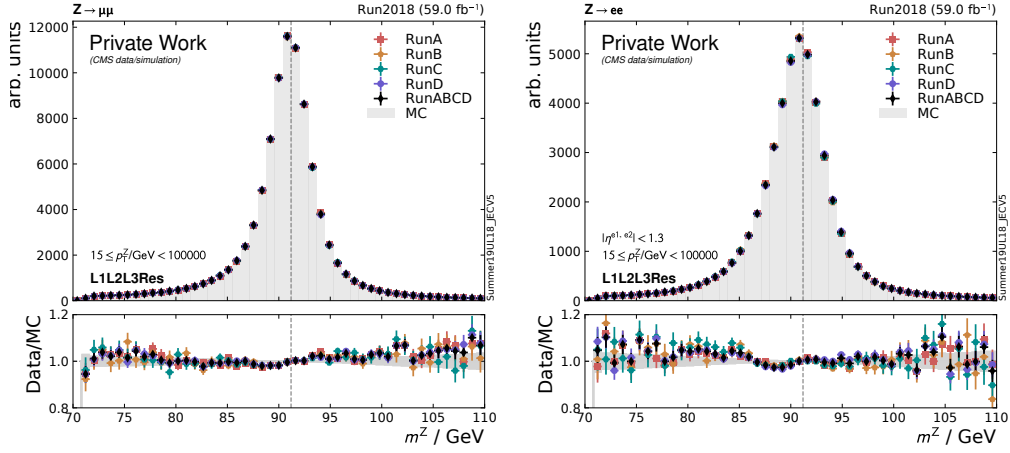 Z → μμ
Run2018 (59.0 fb⁻¹)
arb. units
12000
10000
8000
6000
4000
2000
0
Private Work
(CMS data/simulation)
RunA
RunB
RunC
RunD
RunABCD
MC
15 ≤ p_T^Z/GeV < 100000
L1L2L3Res
Summer19UL18_JECV5
Data/MC
1.2
1.0
0.8
70 75 80 85 90 95 100 105 110
m^Z / GeV
Z → ee
Run2018 (59.0 fb⁻¹)
arb. units
5000
4000
3000
2000
1000
0
Private Work
(CMS data/simulation)
RunA
RunB
RunC
RunD
RunABCD
MC
|η^{e1, e2}| < 1.3
15 ≤ p_T^Z/GeV < 100000
L1L2L3Res
Summer19UL18_JECV5
Data/MC
1.2
1.0
0.8
70 75 80 85 90 95 100 105 110
m^Z / GeV